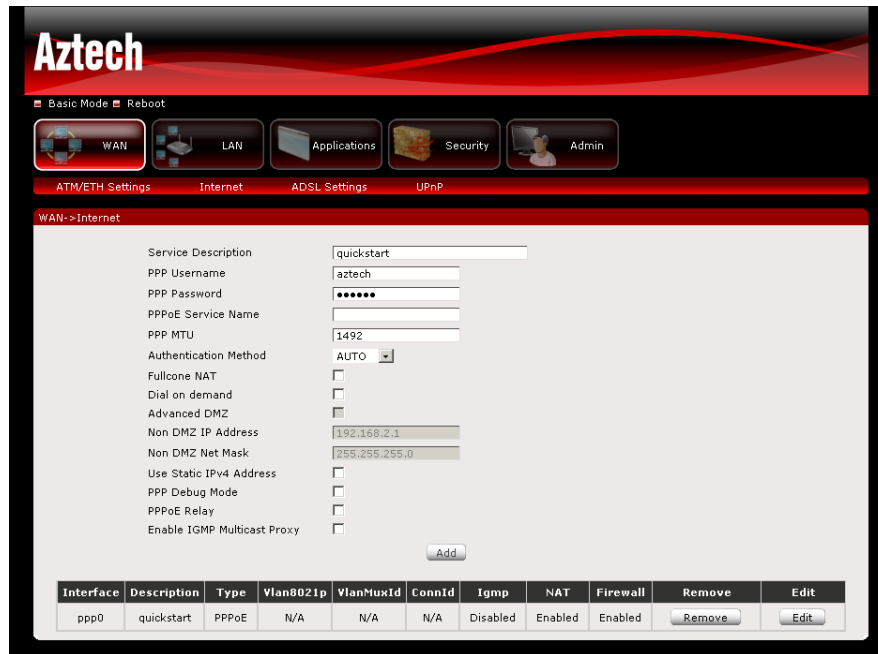 Aztech
Basic Mode Reboot
WAN LAN Applications Security Admin
ATM/ETH Settings Internet ADSL Settings UPnP
WAN->Internet
Service Description quickstart
PPP Username aztech
PPP Password ●●●●●●
PPPoE Service Name
PPP MTU 1492
Authentication Method AUTO
Fullcone NAT
Dial on demand
Advanced DMZ
Non DMZ IP Address 192.168.2.1
Non DMZ Net Mask 255.255.255.0
Use Static IPv4 Address
PPP Debug Mode
PPPoE Relay
Enable IGMP Multicast Proxy
Add
Interface Description Type Vlan8021p VlanMuxId ConnId Igmp NAT Firewall Remove Edit
ppp0 quickstart PPPoE N/A N/A N/A Disabled Enabled Enabled Remove Edit